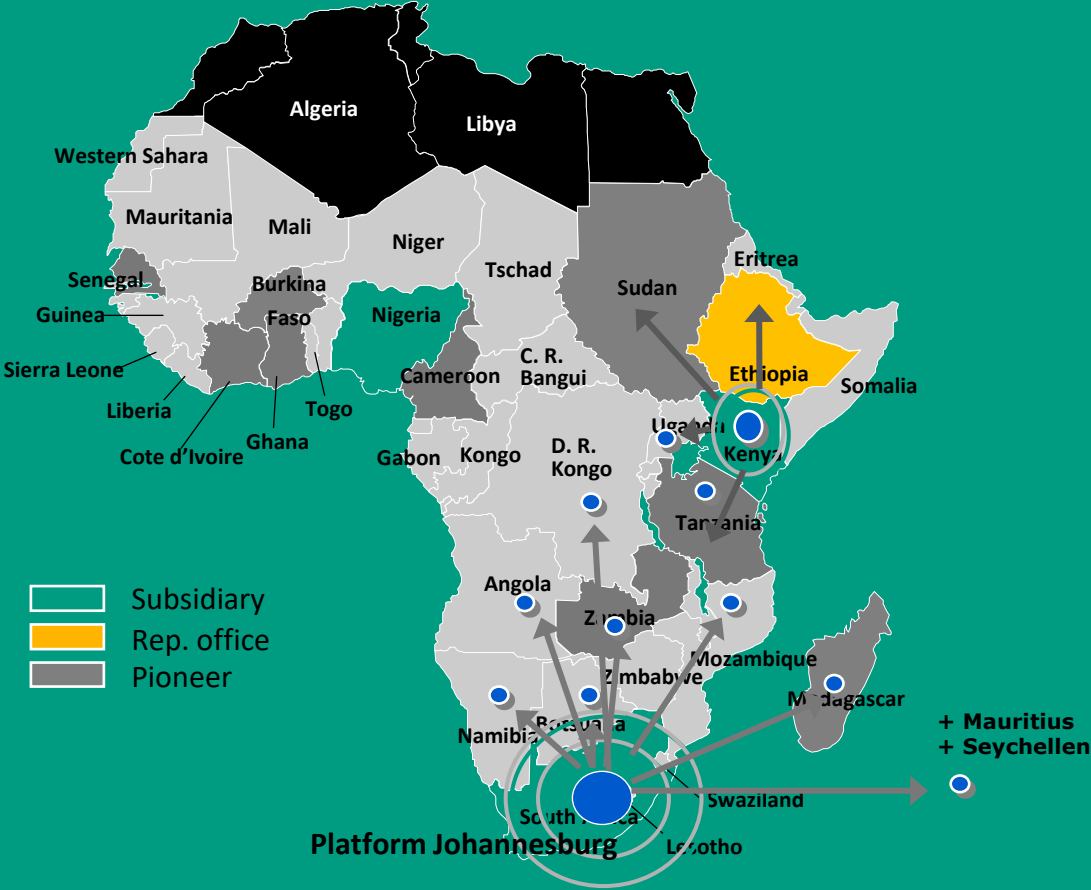 Algeria
Libya
Western Sahara
Mauritania
Mali
Niger
Tschad
Eritrea
Senegal
Burkina
Faso
Sudan
Guinea
Nigeria
C. R.
Bangui
Sierra Leone
Cameroon
Ethiopia
Somalia
Liberia
Togo
Uganda
Cote d’Ivoire
Ghana
Gabon
Kongo
D. R.
Kongo
Kenya
Tanzania
Angola
Subsidiary
Zambia
Rep. office
Mozambique
Pioneer
Zimbabwe
Madagascar
Namibia
Botsuana
+ Mauritius
+ Seychellen
Swaziland
South Africa
Platform Johannesburg
Lesotho